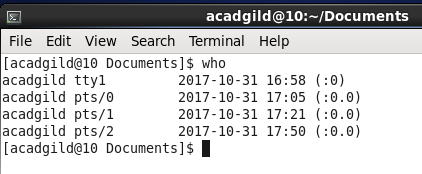 acadgild@10:~/Documents
File Edit View Search Terminal Help
[acadgild@10 Documents]$ who
acadgild tty1         2017-10-31 16:58 (:0)
acadgild pts/0        2017-10-31 17:05 (:0.0)
acadgild pts/1        2017-10-31 17:21 (:0.0)
acadgild pts/2        2017-10-31 17:50 (:0.0)
[acadgild@10 Documents]$